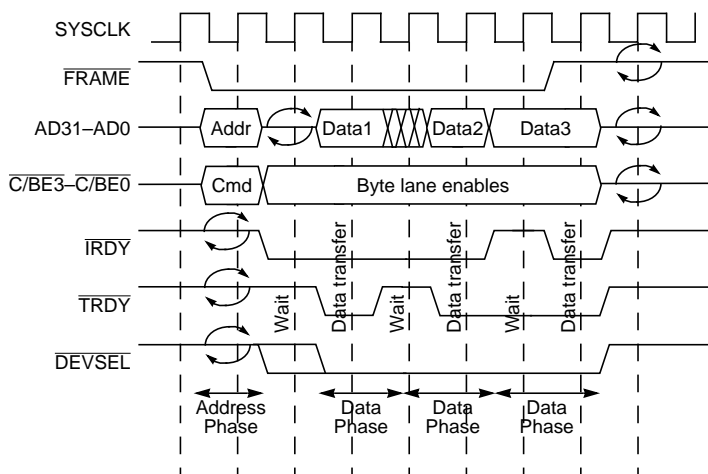 SYSCLK
FRAME
AD31–AD0
Addr
Data1
Data2
Data3
C/BE3–C/BE0
Cmd
Byte lane enables
IRDY
TRDY
Wait
Data transfer
Wait
Data transfer
Wait
Data transfer
DEVSEL
Address
Phase
Data
Phase
Data
Phase
Data
Phase